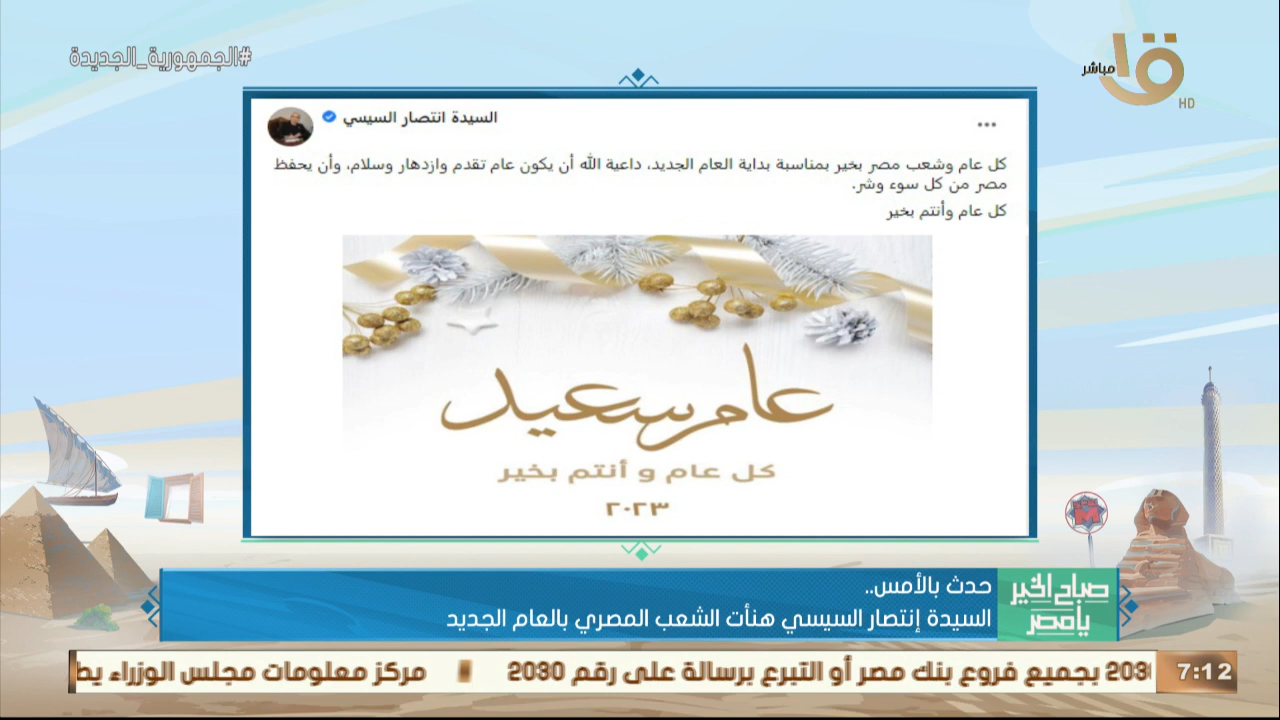 #الجمهورية_الجديدة
مباشر
HD
السيدة انتصار السيسي
كل عام وشعب مصر بخير بمناسبة بداية العام الجديد، داعية الله أن يكون عام تقدم وازدهار وسلام، وأن يحفظ
مصر من كل سوء وشر.
كل عام وأنتم بخير
عام سعيد
كل عام و أنتم بخير
٢٠٢٣
M
صباح الخير
يا مصر
حدث بالأمس..
السيدة إنتصار السيسي هنأت الشعب المصري بالعام الجديد
7:12
بجميع فروع بنك مصر أو التبرع برسالة على رقم 2030 مركز معلومات مجلس الوزراء